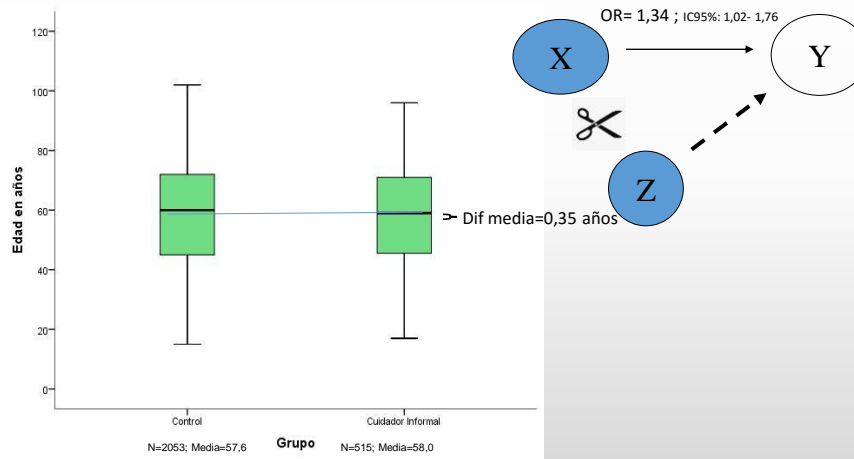 OR= 1,34 ; IC95%: 1,02- 1,76
X
Y
Z
120
100
80
60
40
20
0
Edad en años
Dif media=0,35 años
Control
Cuidador Informal
Grupo
N=2053; Media=57,6
N=515; Media=58,0